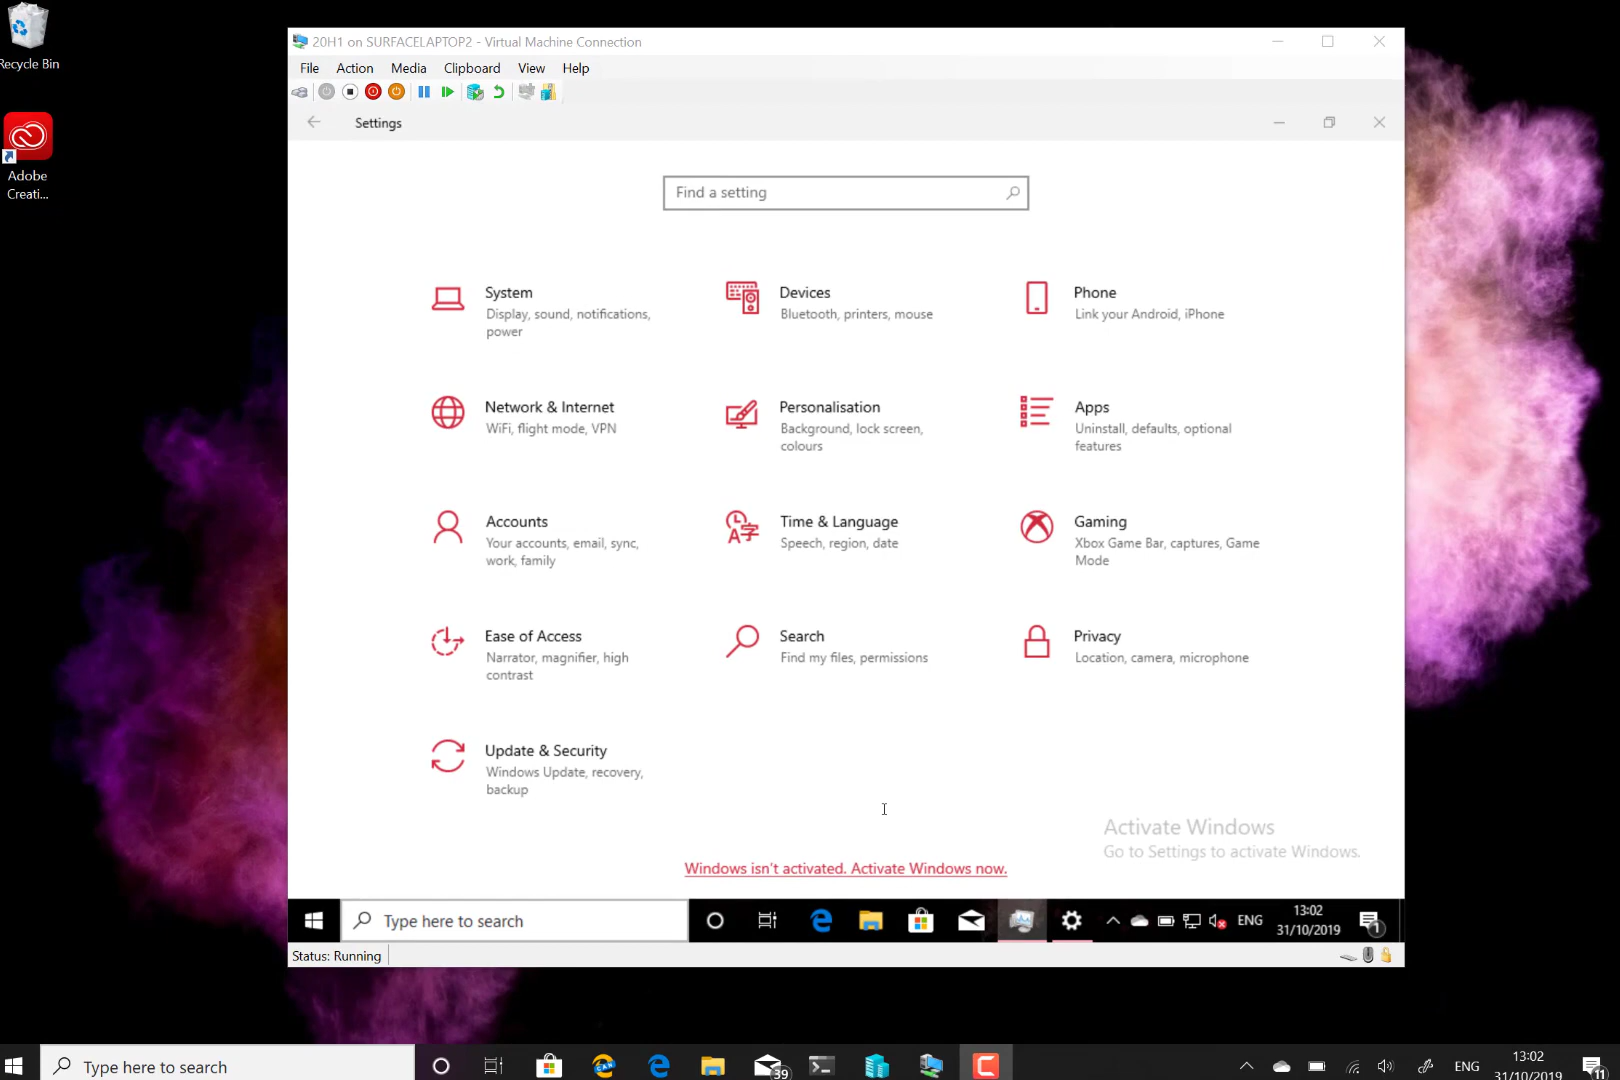 Recycle Bin
Adobe
Creati...
20H1 on SURFACELAPTOP2 - Virtual Machine Connection
File Action Media Clipboard View Help
Settings
Find a setting
System
Display, sound, notifications,
power
Devices
Bluetooth, printers, mouse
Phone
Link your Android, iPhone
Network & Internet
WiFi, flight mode, VPN
Personalisation
Background, lock screen,
colours
Apps
Uninstall, defaults, optional
features
Accounts
Your accounts, email, sync,
work, family
Time & Language
Speech, region, date
Gaming
Xbox Game Bar, captures, Game
Mode
Ease of Access
Narrator, magnifier, high
contrast
Search
Find my files, permissions
Privacy
Location, camera, microphone
Update & Security
Windows Update, recovery,
backup
Activate Windows
Go to Settings to activate Windows.
Windows isn't activated. Activate Windows now.
Type here to search
ENG
13:02
31/10/2019
1
Status: Running
Type here to search
39
ENG
13:02
31/10/2019
11